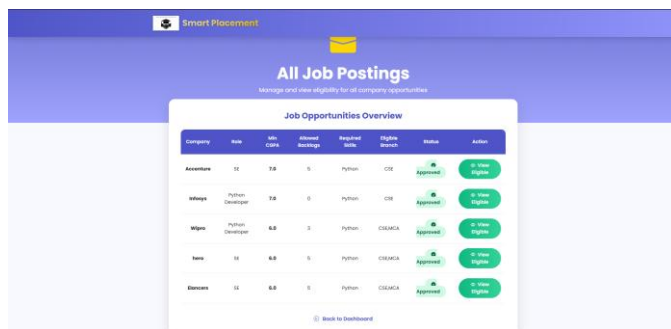 Smart Placement
All Job Postings
Manage and view eligibility for all company opportunities
Job Opportunities Overview
Company Role Min CGPA Allowed Backlogs Required Skills Eligible Branch Status Action
Accenture SE 7.0 5 Python CSE Approved View Eligible
Infosys Python Developer 7.0 0 Python CSE Approved View Eligible
Wipro Python Developer 6.0 3 Python CSE,MCA Approved View Eligible
hero SE 6.0 5 Python CSE,MCA Approved View Eligible
SE 6.0 5 Python CSE,MCA Approved View Eligible
Back to Dashboard